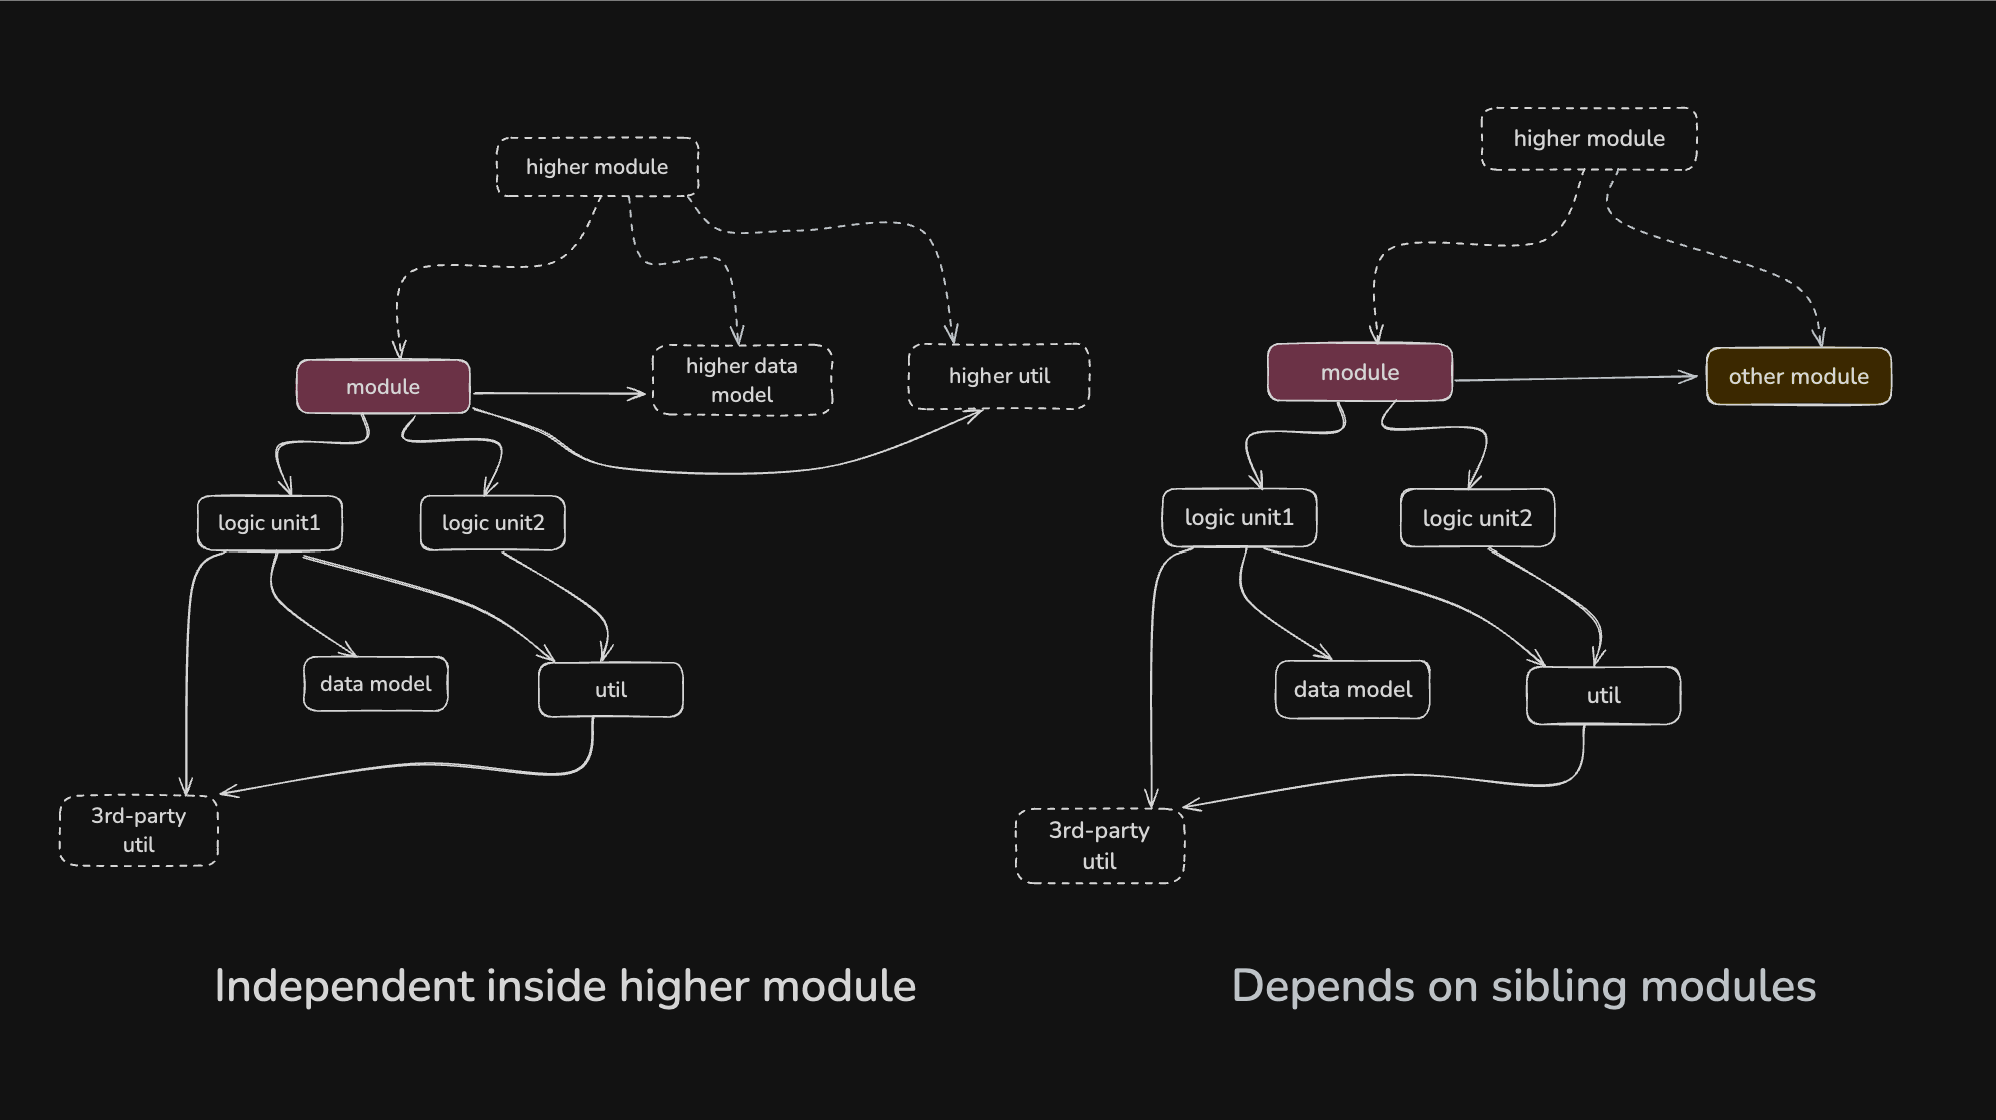 higher module
module
higher data
model
higher util
logic unit1
logic unit2
data model
util
3rd-party
util
Independent inside higher module
higher module
module
other module
logic unit1
logic unit2
data model
util
3rd-party
util
Depends on sibling modules